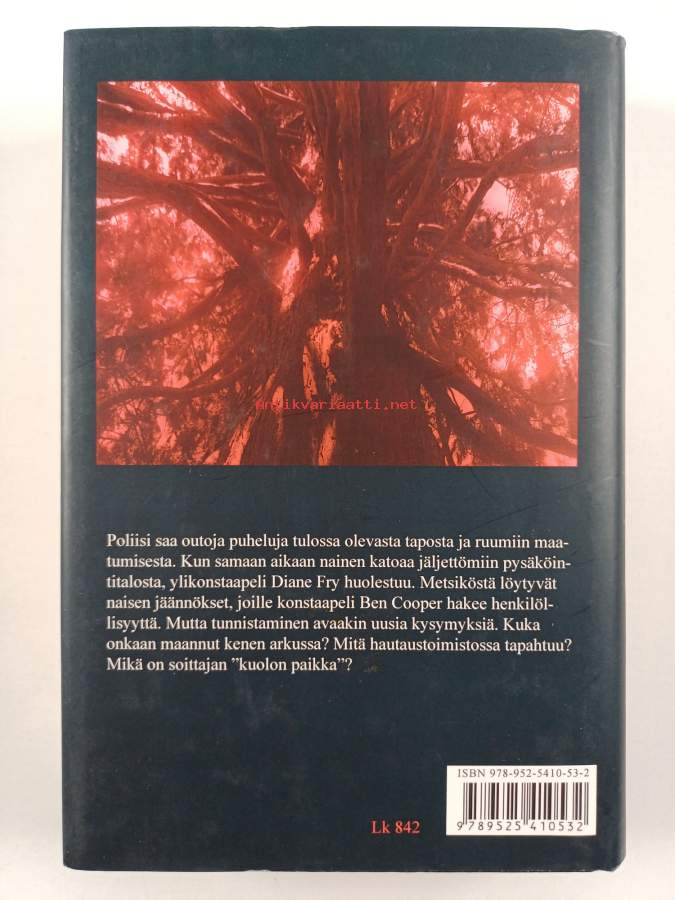 antikvariaatti.net
Poliisi saa outoja puheluja tulossa olevasta taposta ja ruumiin maa-
tumisesta. Kun samaan aikaan nainen katoaa jäljettömiin pysäköin-
titalosta, ylikonstaapeli Diane Fry huolestuu. Metsiköstä löytyvät
naisen jäännökset, joille konstaapeli Ben Cooper hakee henkilöl-
lisyyttä. Mutta tunnistaminen avaakin uusia kysymyksiä. Kuka
onkaan maannut kenen arkussa? Mitä hautaustoimistossa tapahtuu?
Mikä on soittajan ”kuolon paikka”?
ISBN 978-952-5410-53-2
Lk 842
9 789525 410532